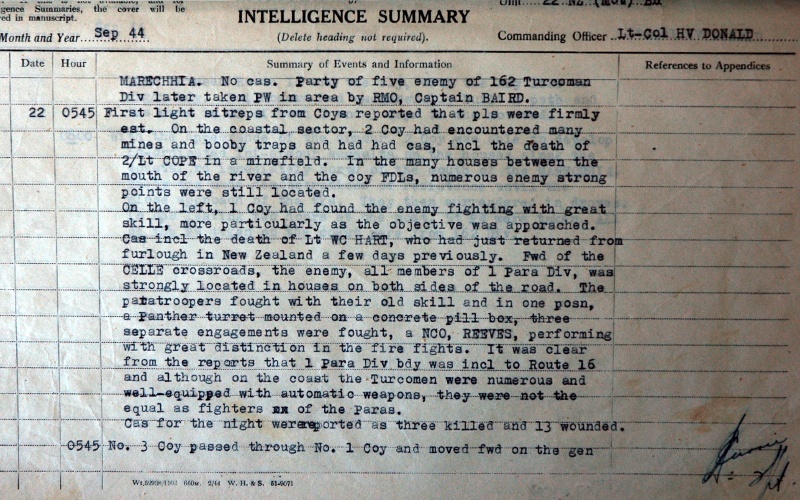 gence Summaries, the cover will be
INTELLIGENCE SUMMARY
Unit 22 NZ (Mot) Bn
ed in manuscript.
Month and Year Sep 44
(Delete heading not required).
Commanding Officer Lt-Col HV DONALD
Date Hour Summary of Events and Information References to Appendices
MARECHHIA. No cas. Party of five enemy of 162 Turcoman
Div later taken PW in area by RMO, Captain BAIRD.
22 0545 First light sitreps from Coys reported that pls were firmly
est. On the coastal sector, 2 Coy had encountered many
mines and booby traps and had had cas, incl the death of
2/Lt COPE in a minefield. In the many houses between the
mouth of the river and the coy FDLs, numerous enemy strong
points were still located.
On the left, 1 Coy had found the enemy fighting with great
skill, more particularly as the objective was apporached.
Cas incl the death of Lt WC HART, who had just returned from
furlough in New Zealand a few days previously. Fwd of the
CELLE crossroads, the enemy, all members of 1 Para Div, was
strongly located in houses on both sides of the road. The
patatroopers fought with their old skill and in one posn,
a Panther turret mounted on a concrete pill box, three
separate engagements were fought, a NCO, REEVES, performing
with great distinction in the fire fights. It was clear
from the reports that 1 Para Div bdy was incl to Route 16
and although on the coast the Turcomen were numerous and
well-equipped with automatic weapons, they were not the
equal as fighters of the Paras.
Cas for the night were reported as three killed and 13 wounded.
0545 No. 3 Coy passed through No. 1 Coy and moved fwd on the gen
2/44 W. H. & S. 51-9071